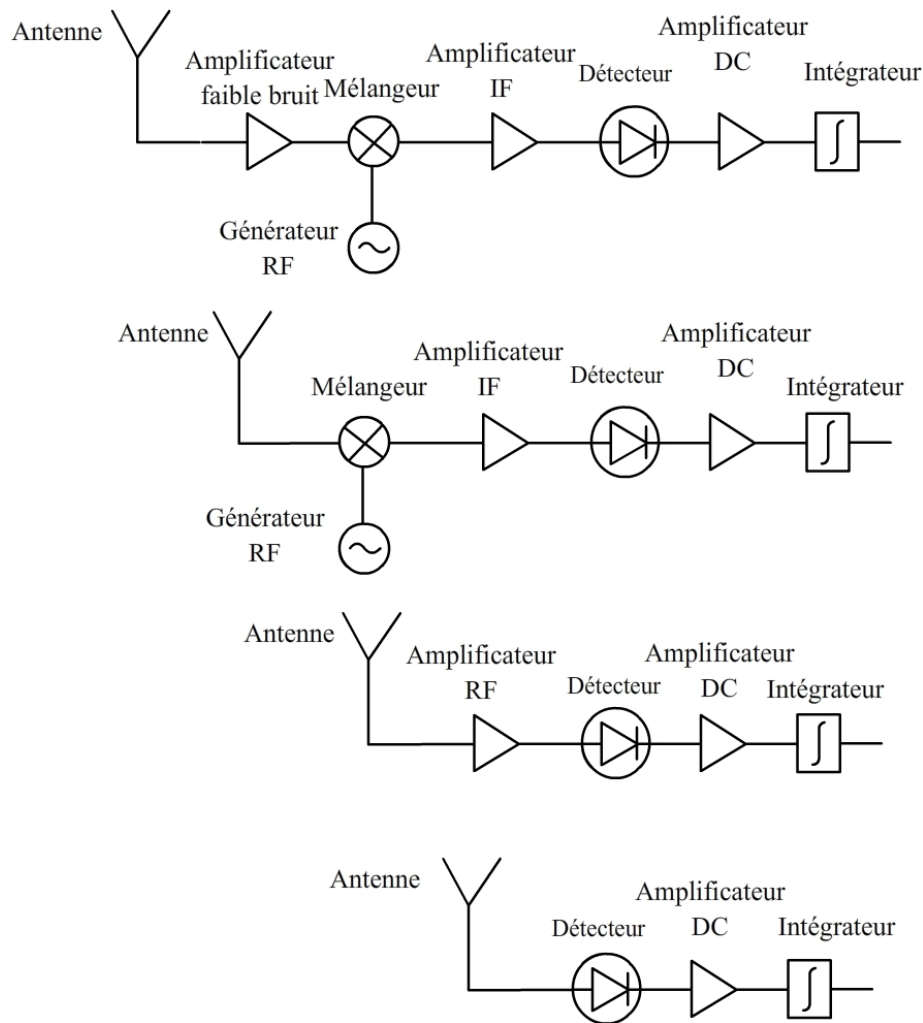 Antenne
Amplificateur
faible bruit
Mélangeur
Générateur
RF
Amplificateur
IF
Détecteur
Amplificateur
DC
Intégrateur
Antenne
Mélangeur
Générateur
RF
Amplificateur
IF
Détecteur
Amplificateur
DC
Intégrateur
Antenne
Amplificateur
RF
Détecteur
Amplificateur
DC
Intégrateur
Antenne
Détecteur
Amplificateur
DC
Intégrateur